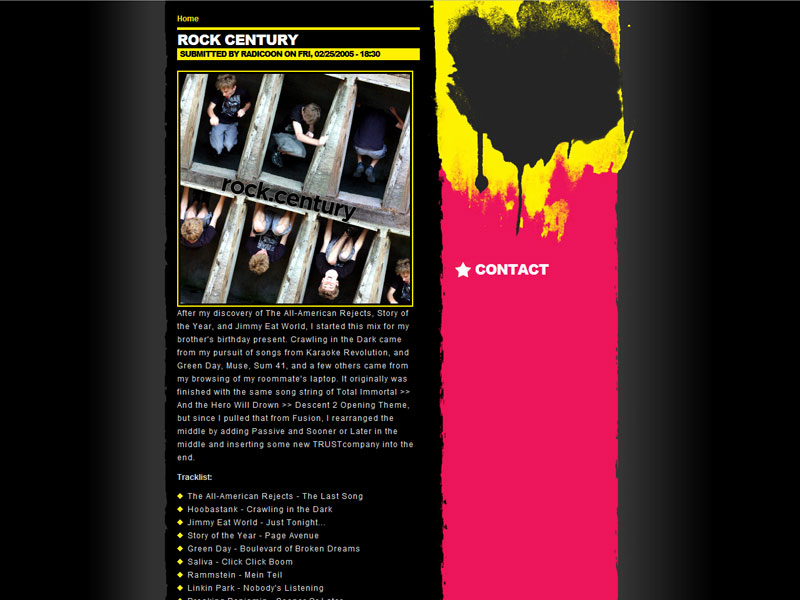 Home
ROCK CENTURY
SUBMITTED BY RADICOON ON FRI, 02/25/2005 - 18:30
rock.century
After my discovery of The All-American Rejects, Story of
the Year, and Jimmy Eat World, I started this mix for my
brother's birthday present. Crawling in the Dark came
from my pursuit of songs from Karaoke Revolution, and
Green Day, Muse, Sum 41, and a few others came from
my browsing of my roommate's laptop. It originally was
finished with the same song string of Total Immortal >>
And the Hero Will Drown >> Descent 2 Opening Theme,
but since I pulled that from Fusion, I rearranged the
middle by adding Passive and Sooner or Later in the
middle and inserting some new TRUSTcompany into the
end.
Tracklist:
The All-American Rejects - The Last Song
Hoobastank - Crawling in the Dark
Jimmy Eat World - Just Tonight...
Story of the Year - Page Avenue
Green Day - Boulevard of Broken Dreams
Saliva - Click Click Boom
Rammstein - Mein Teil
Linkin Park - Nobody's Listening
Breaking Benjamin - Sooner Or Later
CONTACT